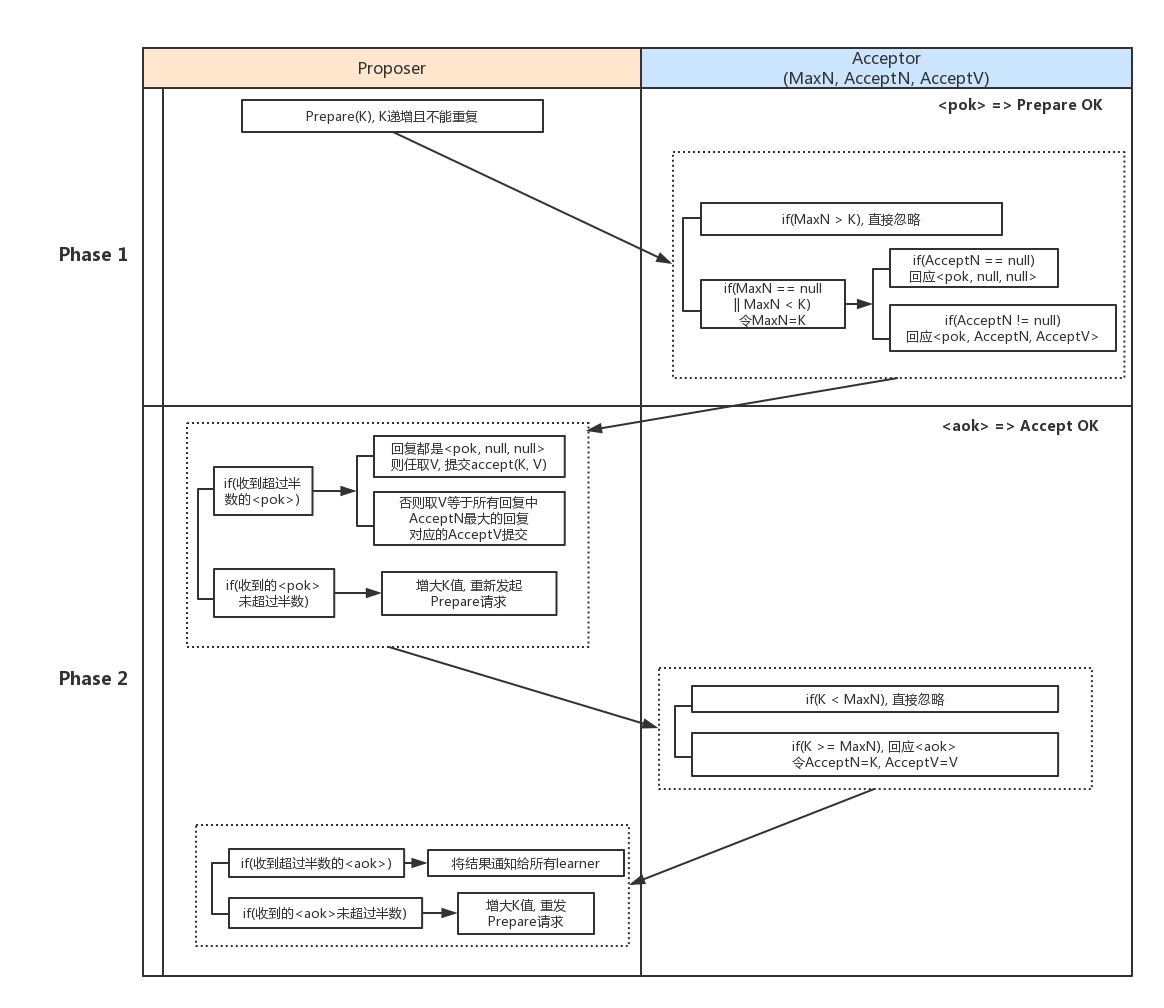 Proposer
Acceptor
(MaxN, AcceptN, AcceptV)
Phase 1
Prepare(K), K递增且不能重复
<pok> => Prepare OK
if(MaxN > K), 直接忽略
if(MaxN == null
|| MaxN < K)
令MaxN=K
if(AcceptN == null)
回应<pok, null, null>
if(AcceptN != null)
回应<pok, AcceptN, AcceptV>
Phase 2
<aok> => Accept OK
if(收到超过半
数的<pok>)
回复都是<pok, null, null>
则任取V, 提交accept(K, V)
否则取V等于所有回复中
AcceptN最大的回复
对应的AcceptV提交
if(收到的<pok>
未超过半数)
增大K值, 重新发起
Prepare请求
if(K < MaxN), 直接忽略
if(K >= MaxN), 回应<aok>
令AcceptN=K, AcceptV=V
if(收到超过半数的<aok>)
将结果通知给所有learner
if(收到的<aok>未超过半数)
增大K值, 重发
Prepare请求